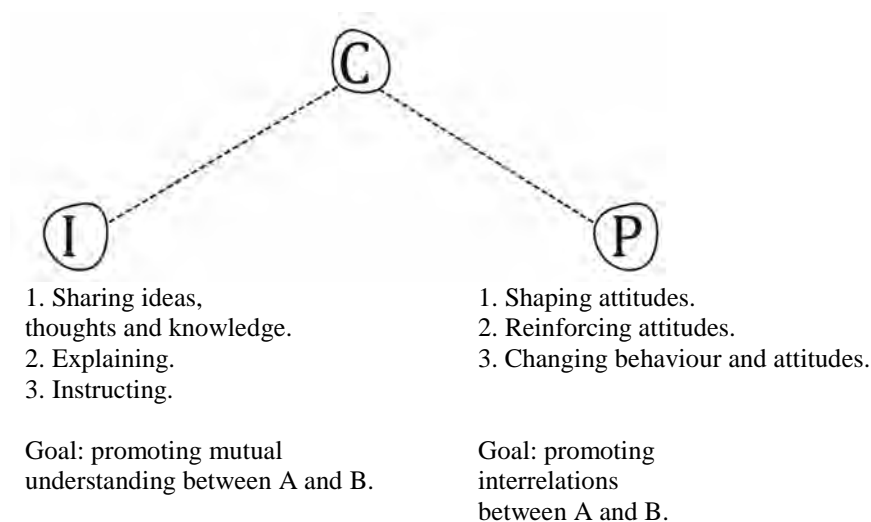 C
I
P
1. Sharing ideas,
thoughts and knowledge.
2. Explaining.
3. Instructing.
Goal: promoting mutual
understanding between A and B.
1. Shaping attitudes.
2. Reinforcing attitudes.
3. Changing behaviour and attitudes.
Goal: promoting
interrelations
between A and B.